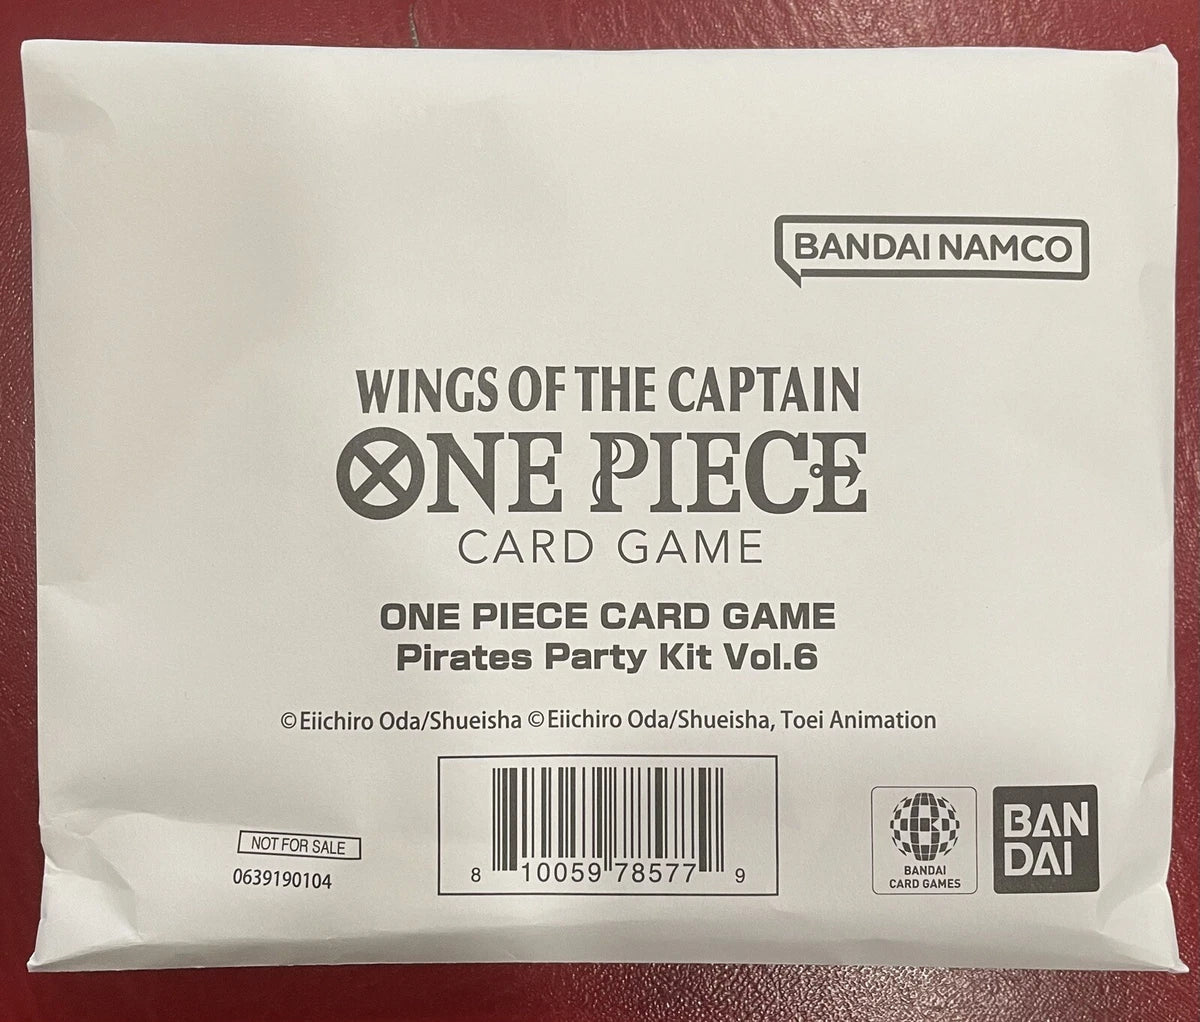 BANDAI NAMCO
WINGS OF THE CAPTAIN
ONE PIECE
CARD GAME
ONE PIECE CARD GAME
Pirates Party Kit Vol.6
©Eiichiro Oda/Shueisha ©Eiichiro Oda/Shueisha, Toei Animation
NOT FOR SALE
0639190104
8 10059 78577 9
BANDAI
CARD GAMES
BAN
DAI